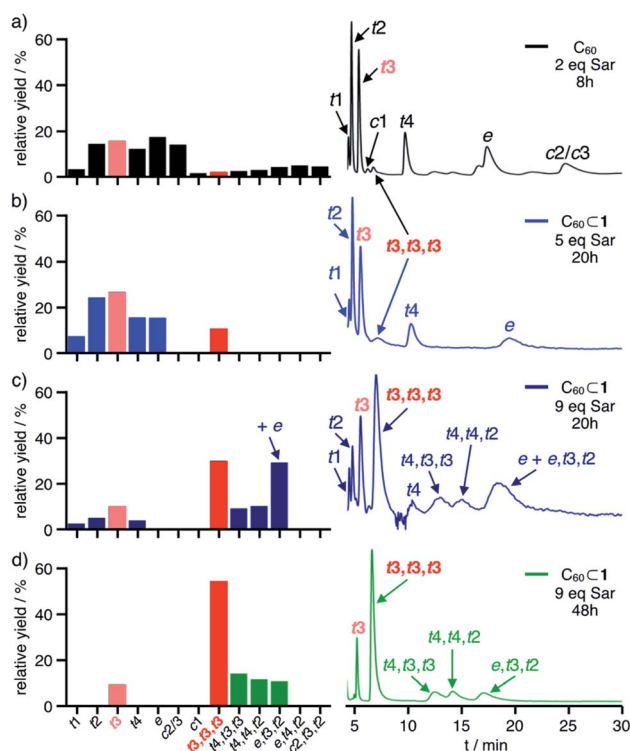 a)
relative yield / %
60
40
20
0
t1
t2
t3
c1
t4
e
c2/c3
C60
2 eq Sar
8h
b)
relative yield / %
60
40
20
0
t1
t2
t3
t3,t3,t3
t4
e
C60⊂1
5 eq Sar
20h
c)
relative yield / %
60
40
20
0
+ e
t1
t2
t3
t3,t3,t3
t4
t4,t3,t3
t4,t4,t2
e + e,t3,t2
C60⊂1
9 eq Sar
20h
d)
relative yield / %
60
40
20
0
t1
t2
t3
t4
e
c2/3
c1
t3,t3,t3
t4,t3,t3
t4,t4,t2
e,t3,t2
e,t4,t2
c2,t3,t2
t3
t3,t3,t3
t4,t3,t3
t4,t4,t2
e,t3,t2
C60⊂1
9 eq Sar
48h
5
10
15
20
25
30
t / min